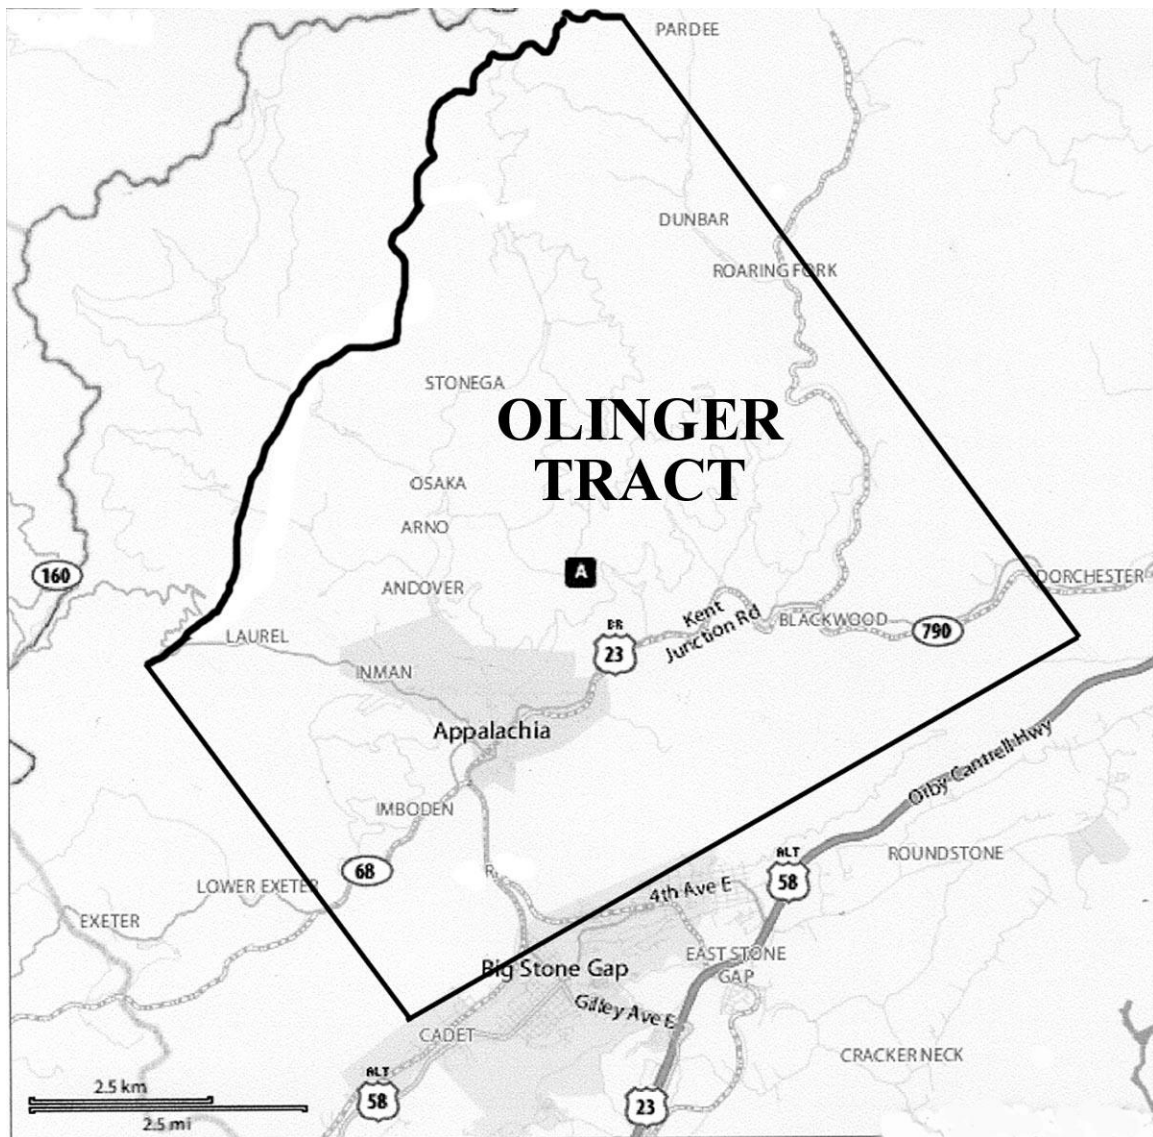 PARDEE
DUNBAR
ROARING FORK
STONEGA
OLINGER
TRACT
OSAKA
ARNO
160
A
DORCHESTER
ANDOVER
Kent
Junction Rd
BLACKWOOD
BR
23
790
LAUREL
INMAN
Appalachia
Orby Cantrell Hwy
IMBODEN
ROUNDSTONE
ALT
58
68
LOWER EXETER
4th Ave E
EXETER
EAST STONE
GAP
Big Stone Gap
Gilley Ave E
CADET
CRACKER NECK
2.5 km
2.5 mi
ALT
58
23